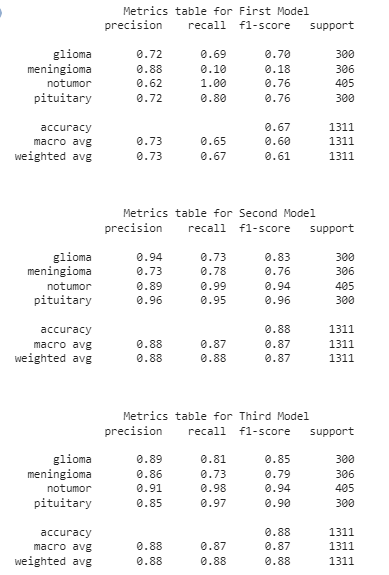 Metrics table for First Model
precision recall f1-score support
glioma 0.72 0.69 0.70 300
meningioma 0.88 0.10 0.18 306
notumor 0.62 1.00 0.76 405
pituitary 0.72 0.80 0.76 300
accuracy 0.67 1311
macro avg 0.73 0.65 0.60 1311
weighted avg 0.73 0.67 0.61 1311
Metrics table for Second Model
precision recall f1-score support
glioma 0.94 0.73 0.83 300
meningioma 0.73 0.78 0.76 306
notumor 0.89 0.99 0.94 405
pituitary 0.96 0.95 0.96 300
accuracy 0.88 1311
macro avg 0.88 0.87 0.87 1311
weighted avg 0.88 0.88 0.87 1311
Metrics table for Third Model
precision recall f1-score support
glioma 0.89 0.81 0.85 300
meningioma 0.86 0.73 0.79 306
notumor 0.91 0.98 0.94 405
pituitary 0.85 0.97 0.90 300
accuracy 0.88 1311
macro avg 0.88 0.87 0.87 1311
weighted avg 0.88 0.88 0.88 1311